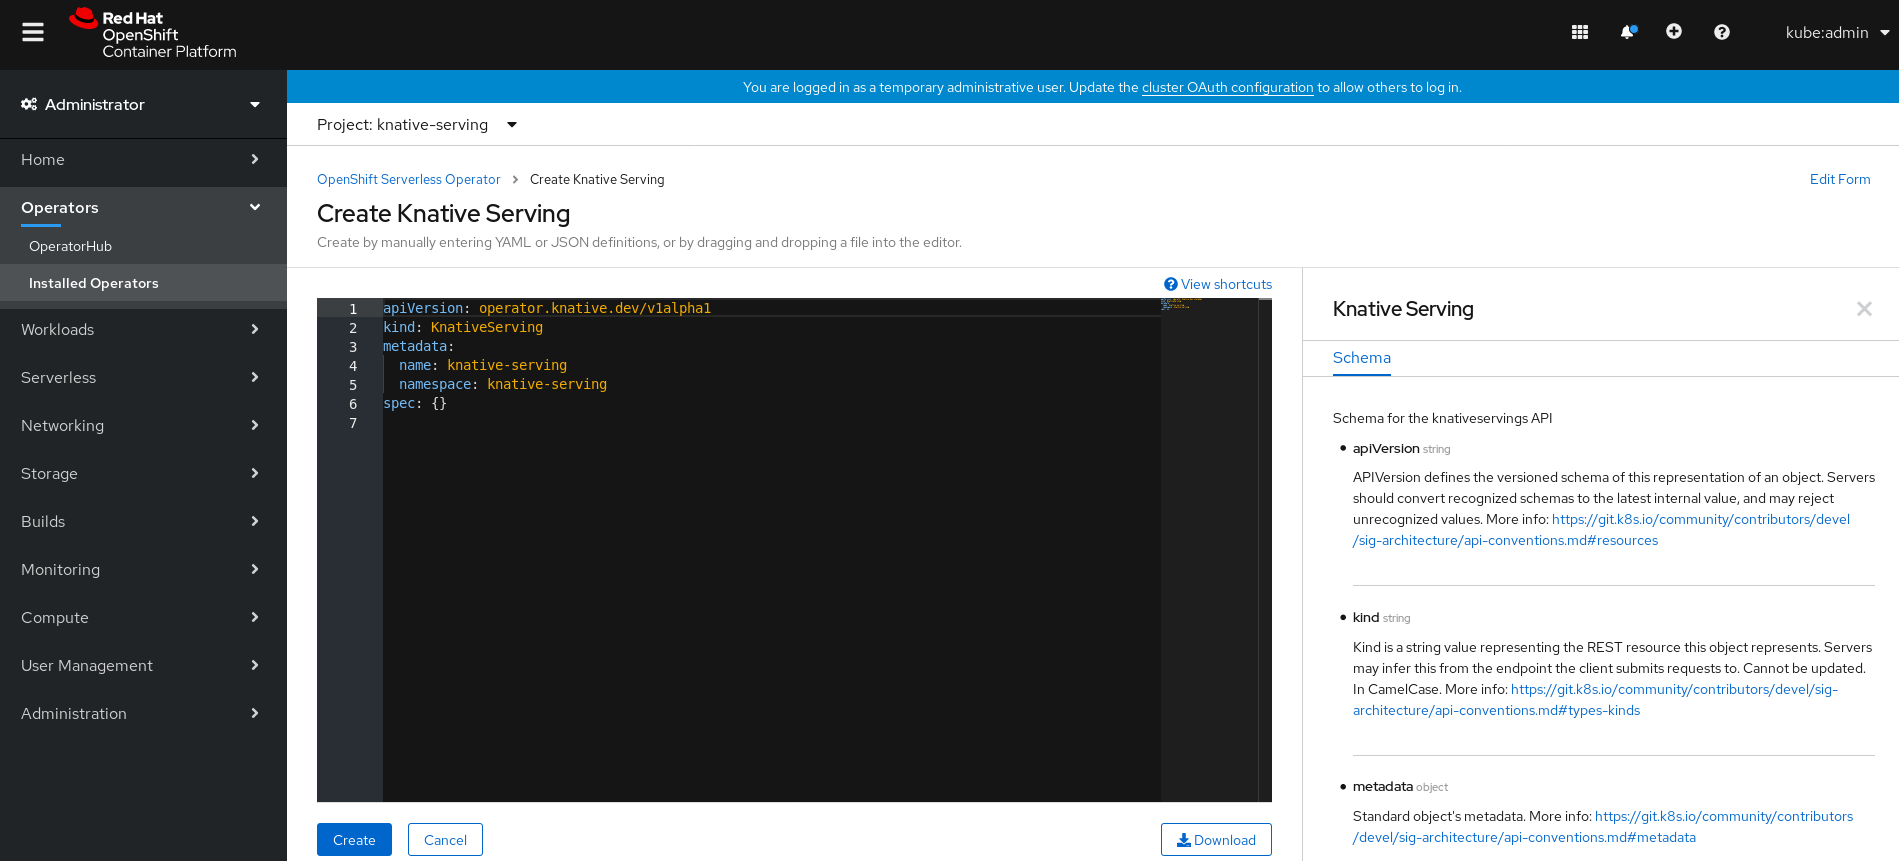 Red Hat
OpenShift
Container Platform
kube:admin
Administrator
You are logged in as a temporary administrative user. Update the cluster OAuth configuration to allow others to log in.
Project: knative-serving
Home
Operators
OperatorHub
Installed Operators
Workloads
Serverless
Networking
Storage
Builds
Monitoring
Compute
User Management
Administration
OpenShift Serverless Operator > Create Knative Serving
Edit Form
Create Knative Serving
Create by manually entering YAML or JSON definitions, or by dragging and dropping a file into the editor.
View shortcuts
1 apiVersion: operator.knative.dev/v1alpha1
2 kind: KnativeServing
3 metadata:
4   name: knative-serving
5   namespace: knative-serving
6 spec: {}
7
Create
Cancel
Download
Knative Serving
Schema
Schema for the knativeservings API
• apiVersion string
APIVersion defines the versioned schema of this representation of an object. Servers
should convert recognized schemas to the latest internal value, and may reject
unrecognized values. More info: https://git.k8s.io/community/contributors/devel
/sig-architecture/api-conventions.md#resources
• kind string
Kind is a string value representing the REST resource this object represents. Servers
may infer this from the endpoint the client submits requests to. Cannot be updated.
In CamelCase. More info: https://git.k8s.io/community/contributors/devel/sig-
architecture/api-conventions.md#types-kinds
• metadata object
Standard object's metadata. More info: https://git.k8s.io/community/contributors
/devel/sig-architecture/api-conventions.md#metadata